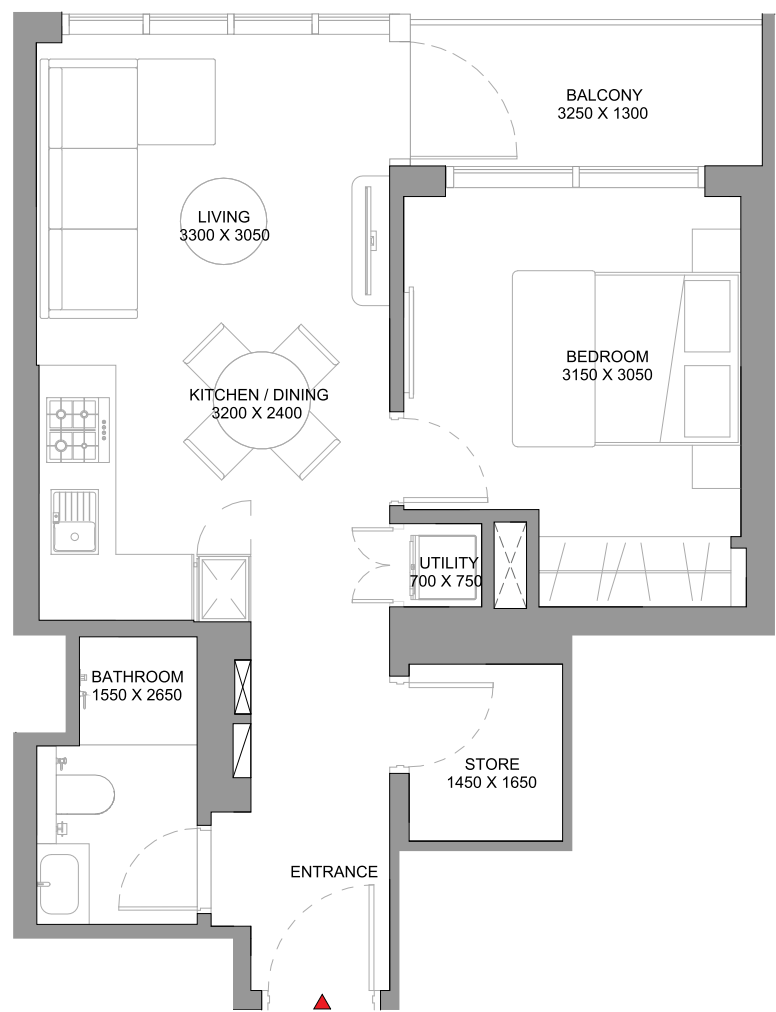 BALCONY
3250 X 1300
LIVING
3300 X 3050
BEDROOM
3150 X 3050
KITCHEN / DINING
3200 X 2400
UTILITY
700 X 750
BATHROOM
1550 X 2650
STORE
1450 X 1650
ENTRANCE